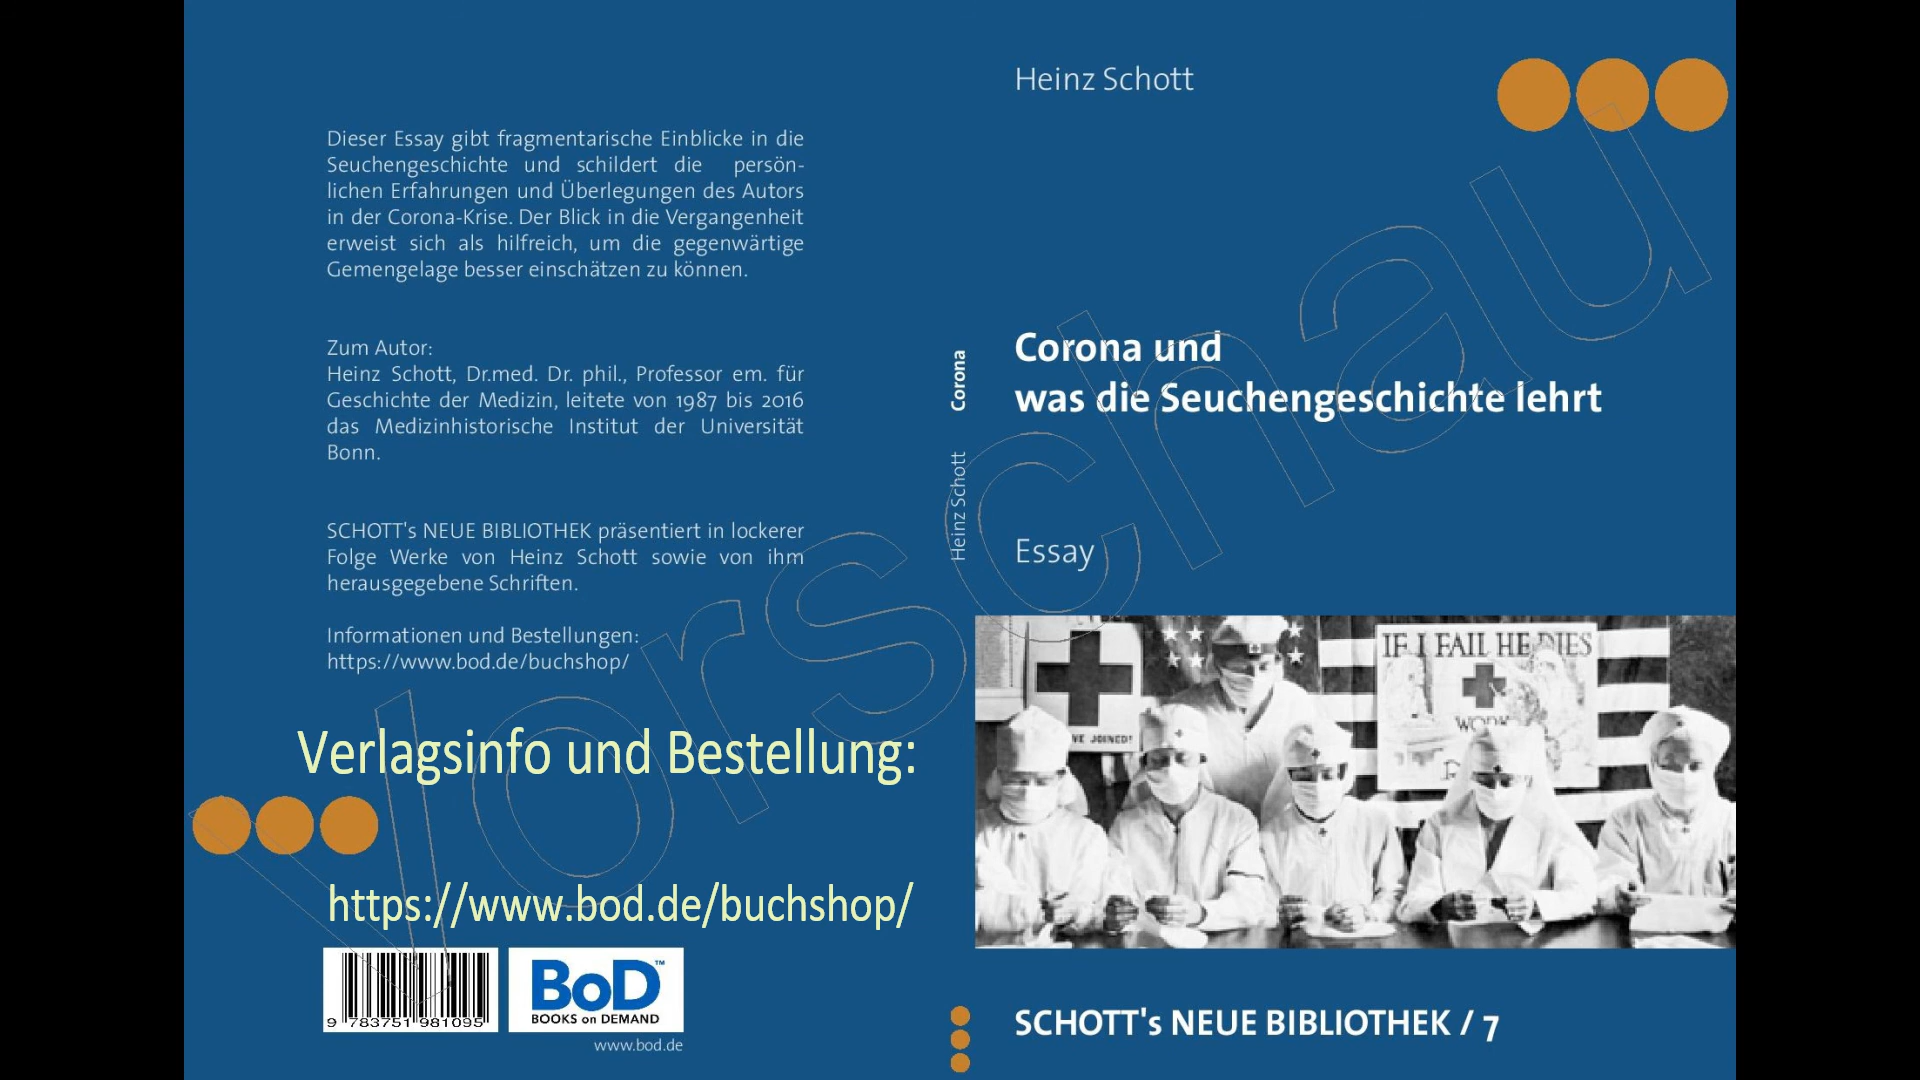 Dieser Essay gibt fragmentarische Einblicke in die
Seuchengeschichte und schildert die persön-
lichen Erfahrungen und Überlegungen des Autors
in der Corona-Krise. Der Blick in die Vergangenheit
erweist sich als hilfreich, um die gegenwärtige
Gemengelage besser einschätzen zu können.
Zum Autor:
Heinz Schott, Dr.med. Dr. phil., Professor em. für
Geschichte der Medizin, leitete von 1987 bis 2016
das Medizinhistorische Institut der Universität
Bonn.
SCHOTT's NEUE BIBLIOTHEK präsentiert in lockerer
Folge Werke von Heinz Schott sowie von ihm
herausgegebene Schriften.
Informationen und Bestellungen:
https://www.bod.de/buchshop/
Verlagsinfo und Bestellung:
https://www.bod.de/buchshop/
9 783751 981095
BoD™
BOOKS on DEMAND
www.bod.de
Heinz Schott Corona
Heinz Schott
Corona und
was die Seuchengeschichte lehrt
Essay
IF I FAIL HE DIES
WORK
VE JOINED!
SCHOTT's NEUE BIBLIOTHEK / 7
Vorschau